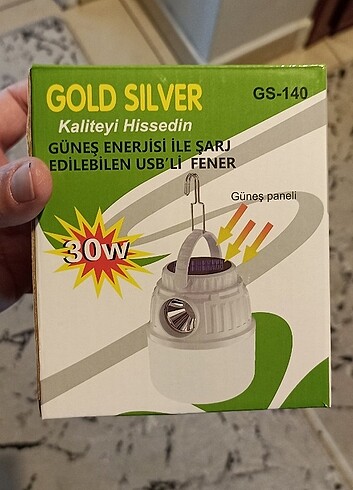 GOLD SILVER
GS-140
Kaliteyi Hissedin
GÜNEŞ ENERJİSİ İLE ŞARJ
EDİLEBİLEN USB'Lİ FENER
Güneş paneli
30W